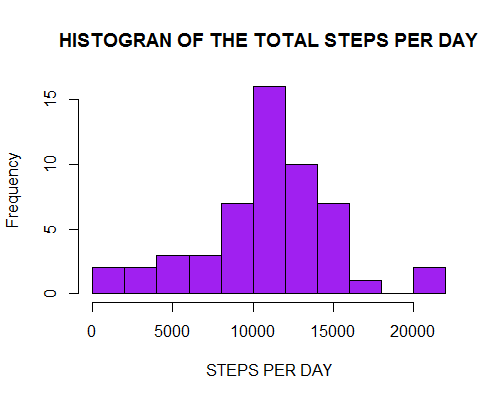 HISTOGRAN OF THE TOTAL STEPS PER DAY
15
10
5
0
Frequency
0 5000 10000 15000 20000
STEPS PER DAY